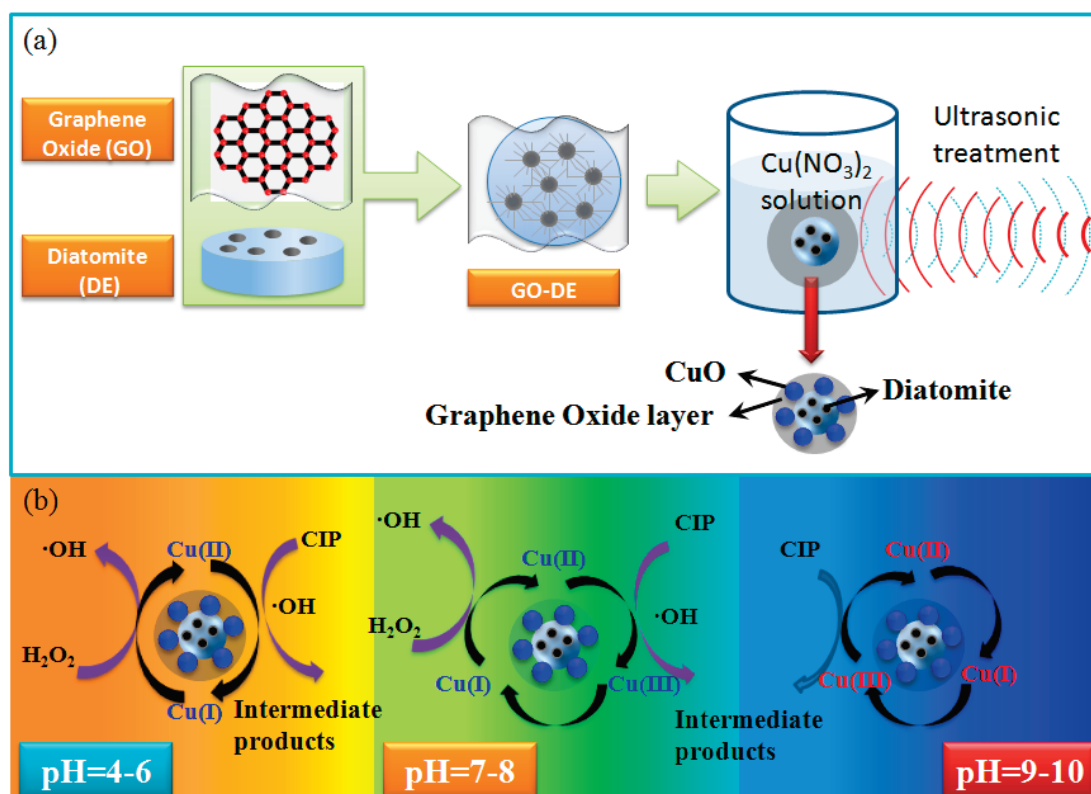 (a)
Graphene
Oxide (GO)
Diatomite
(DE)
GO-DE
Cu(NO₃)₂
solution
Ultrasonic
treatment
CuO
Graphene Oxide layer
Diatomite
(b)
·OH
Cu(II)
CIP
·OH
H₂O₂
Cu(I)
Intermediate
products
pH=4-6
·OH
CIP
Cu(II)
·OH
H₂O₂
Cu(I)
Cu(III)
Intermediate
products
pH=7-8
CIP
Cu(II)
Cu(III)
Cu(I)
pH=9-10